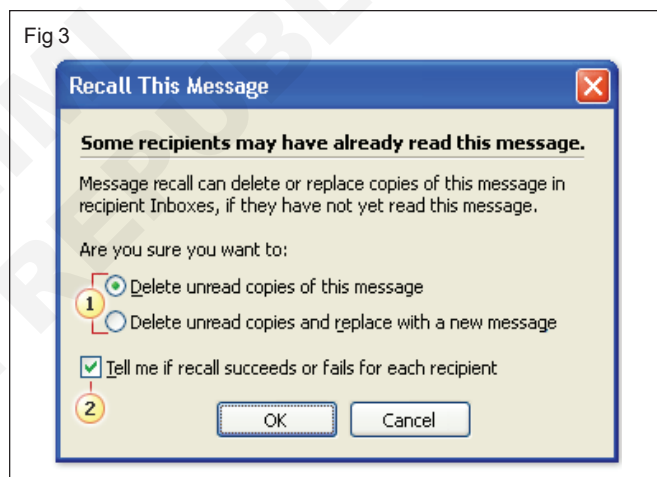 Fig 3
Recall This Message
Some recipients may have already read this message.
Message recall can delete or replace copies of this message in
recipient Inboxes, if they have not yet read this message.
Are you sure you want to:
1
Delete unread copies of this message
Delete unread copies and replace with a new message
Tell me if recall succeeds or fails for each recipient
2
OK Cancel